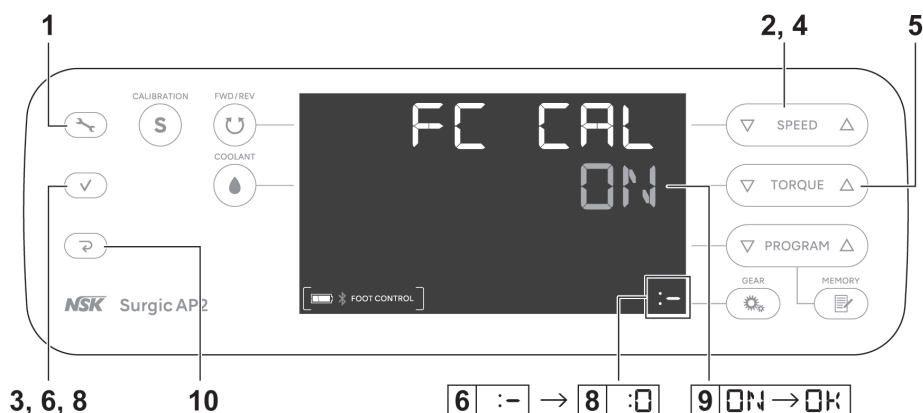 1
2, 4
5
CALIBRATION
S
FWD/REV
COOLANT
FC CAL
ON
▽ SPEED △
▽ TORQUE △
▽ PROGRAM △
GEAR
MEMORY
NSK Surgic AP2
FOOT CONTROL
:-
3, 6, 8
10
6 :- → 8 :0
9 ON → OK